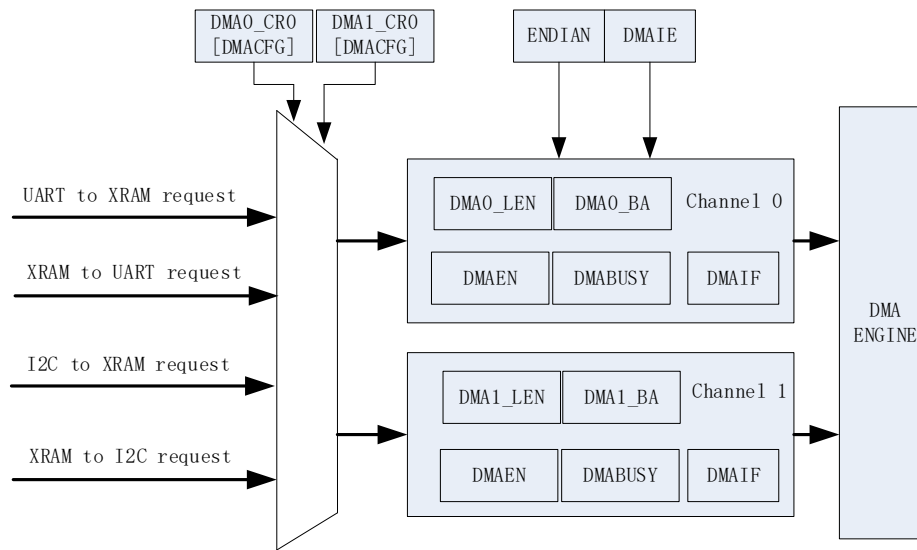 DMA0_CR0
[DMACFG]
DMA1_CR0
[DMACFG]
ENDIAN
DMAIE
UART to XRAM request
XRAM to UART request
I2C to XRAM request
XRAM to I2C request
DMA0_LEN
DMA0_BA
Channel 0
DMAEN
DMABUSY
DMAIF
DMA1_LEN
DMA1_BA
Channel 1
DMAEN
DMABUSY
DMAIF
DMA
ENGINE